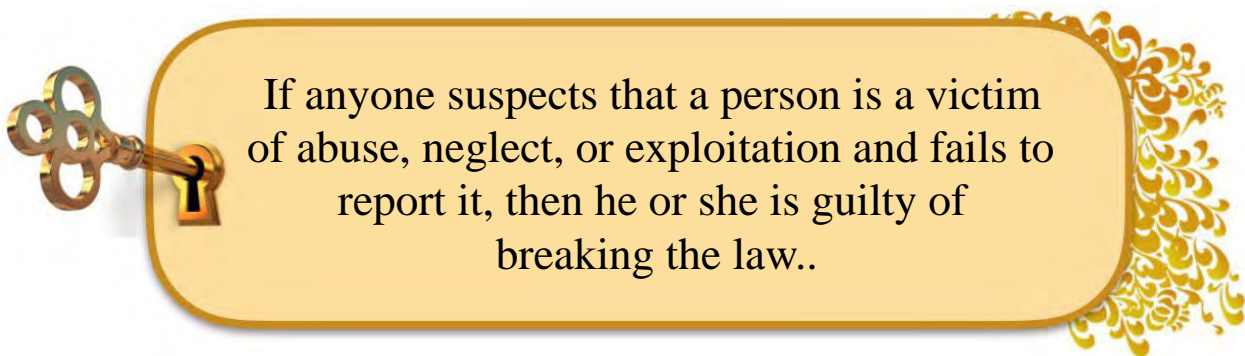 If anyone suspects that a person is a victim
of abuse, neglect, or exploitation and fails to
report it, then he or she is guilty of
breaking the law..